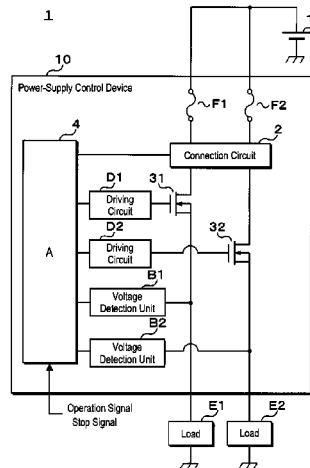 1
10
Power-Supply Control Device
F1
F2
4
2
Connection Circuit
D1
31
Driving Circuit
D2
32
Driving Circuit
A
B1
Voltage Detection Unit
B2
Voltage Detection Unit
Operation Signal
Stop Signal
E1
E2
Load
Load